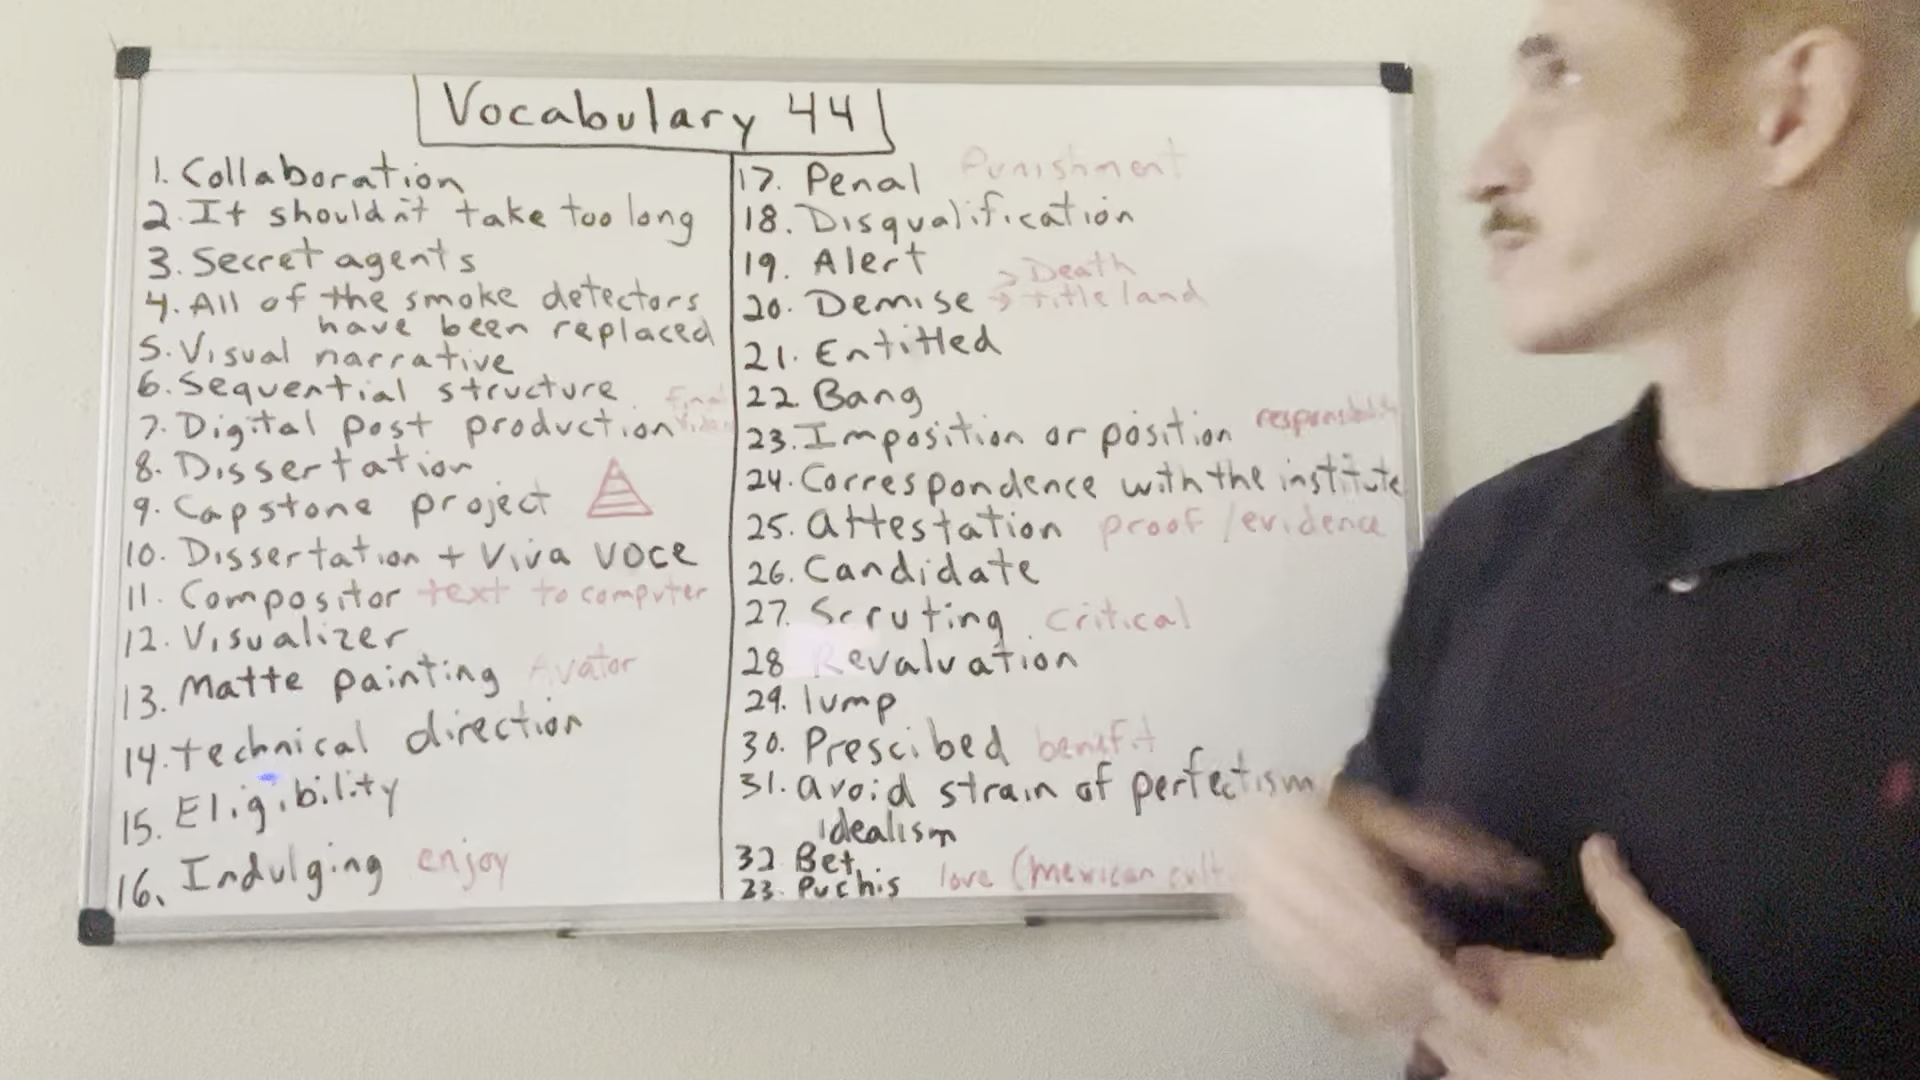 Vocabulary 44
1. Collaboration
2. It shouldn't take too long
3. Secret agents
4. All of the smoke detectors
have been replaced
5. Visual narrative
6. Sequential structure
Final
7. Digital post production
8. Dissertation
9. Capstone project
10. Dissertation + Viva VOCE
11. Compositor text to computer
12. Visualizer
13. Matte painting Avator
14. technical direction
15. Eligibility
16. Indulging enjoy
17. Penal Punishment
18. Disqualification
19. Alert
→ Death
20. Demise → title land
21. Entitled
22 Bang
23. Imposition or position
24. Correspondence with the institute
25. Attestation proof / evidence
26. Candidate
27. Scruting critical
28 Revaluation
29. lump
30. Prescibed benefit
31. avoid strain of perfectism
idealism
32 Bet
23. Puchis love (mexican cult